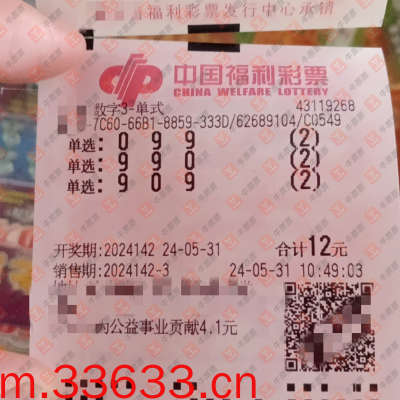 福利彩票发行中心承销
中国福利彩票
CHINA WELFARE LOTTERY
数字3-单式 43119268
-7C60-66B1-8859-333D/62689104/C0549
单选: 0 9 9 (2)
单选: 9 9 0 (2)
单选: 9 0 9 (2)
开奖期: 2024142 24-05-31 合计12元
销售期: 2024142-3 24-05-31 10:49:03
内公益事业贡献4.1元
m.33633.cn